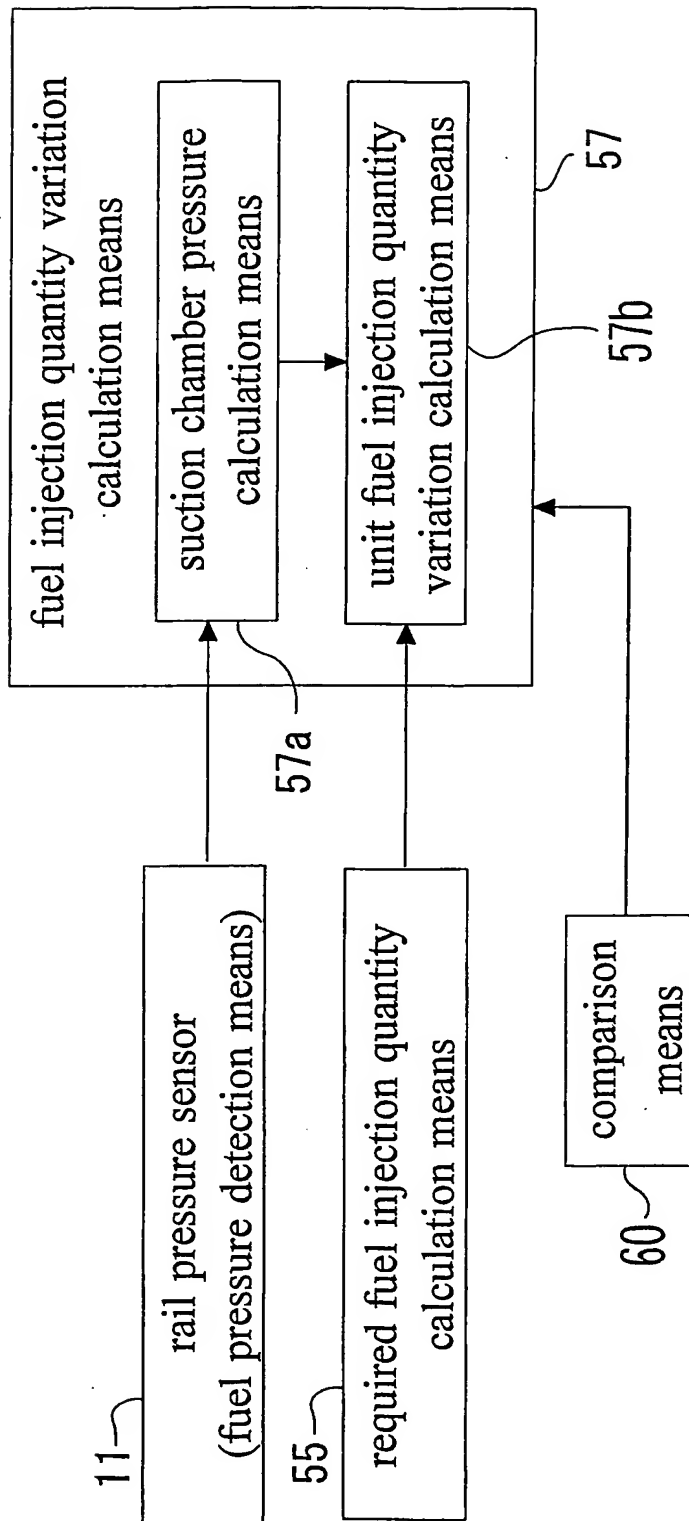 11
rail pressure sensor
(fuel pressure detection means)
55
required fuel injection quantity
calculation means
60
comparison
means
fuel injection quantity variation
calculation means
suction chamber pressure
calculation means
57a
unit fuel injection quantity
variation calculation means
57b
57